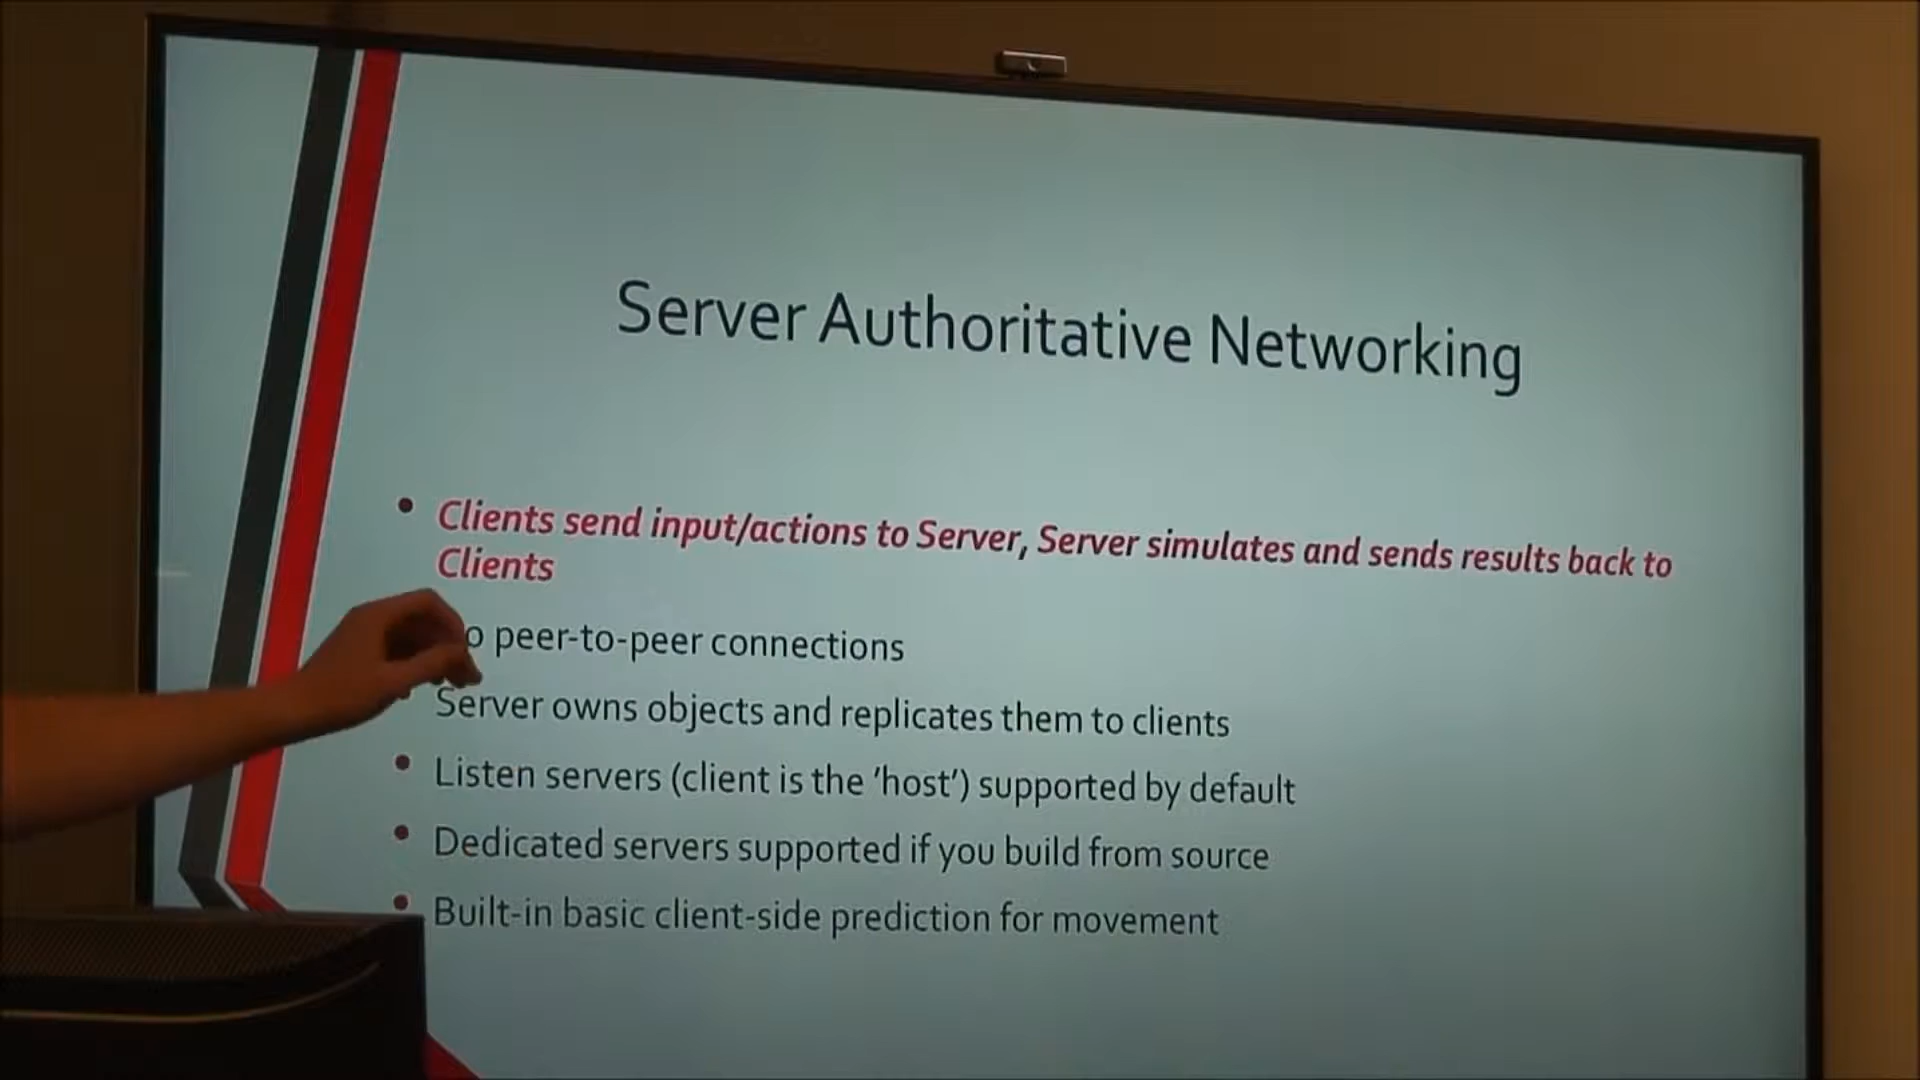 Server Authoritative Networking
Clients send input/actions to Server, Server simulates and sends results back to
Clients
peer-to-peer connections
Server owns objects and replicates them to clients
Listen servers (client is the ‘host’) supported by default
Dedicated servers supported if you build from source
Built-in basic client-side prediction for movement